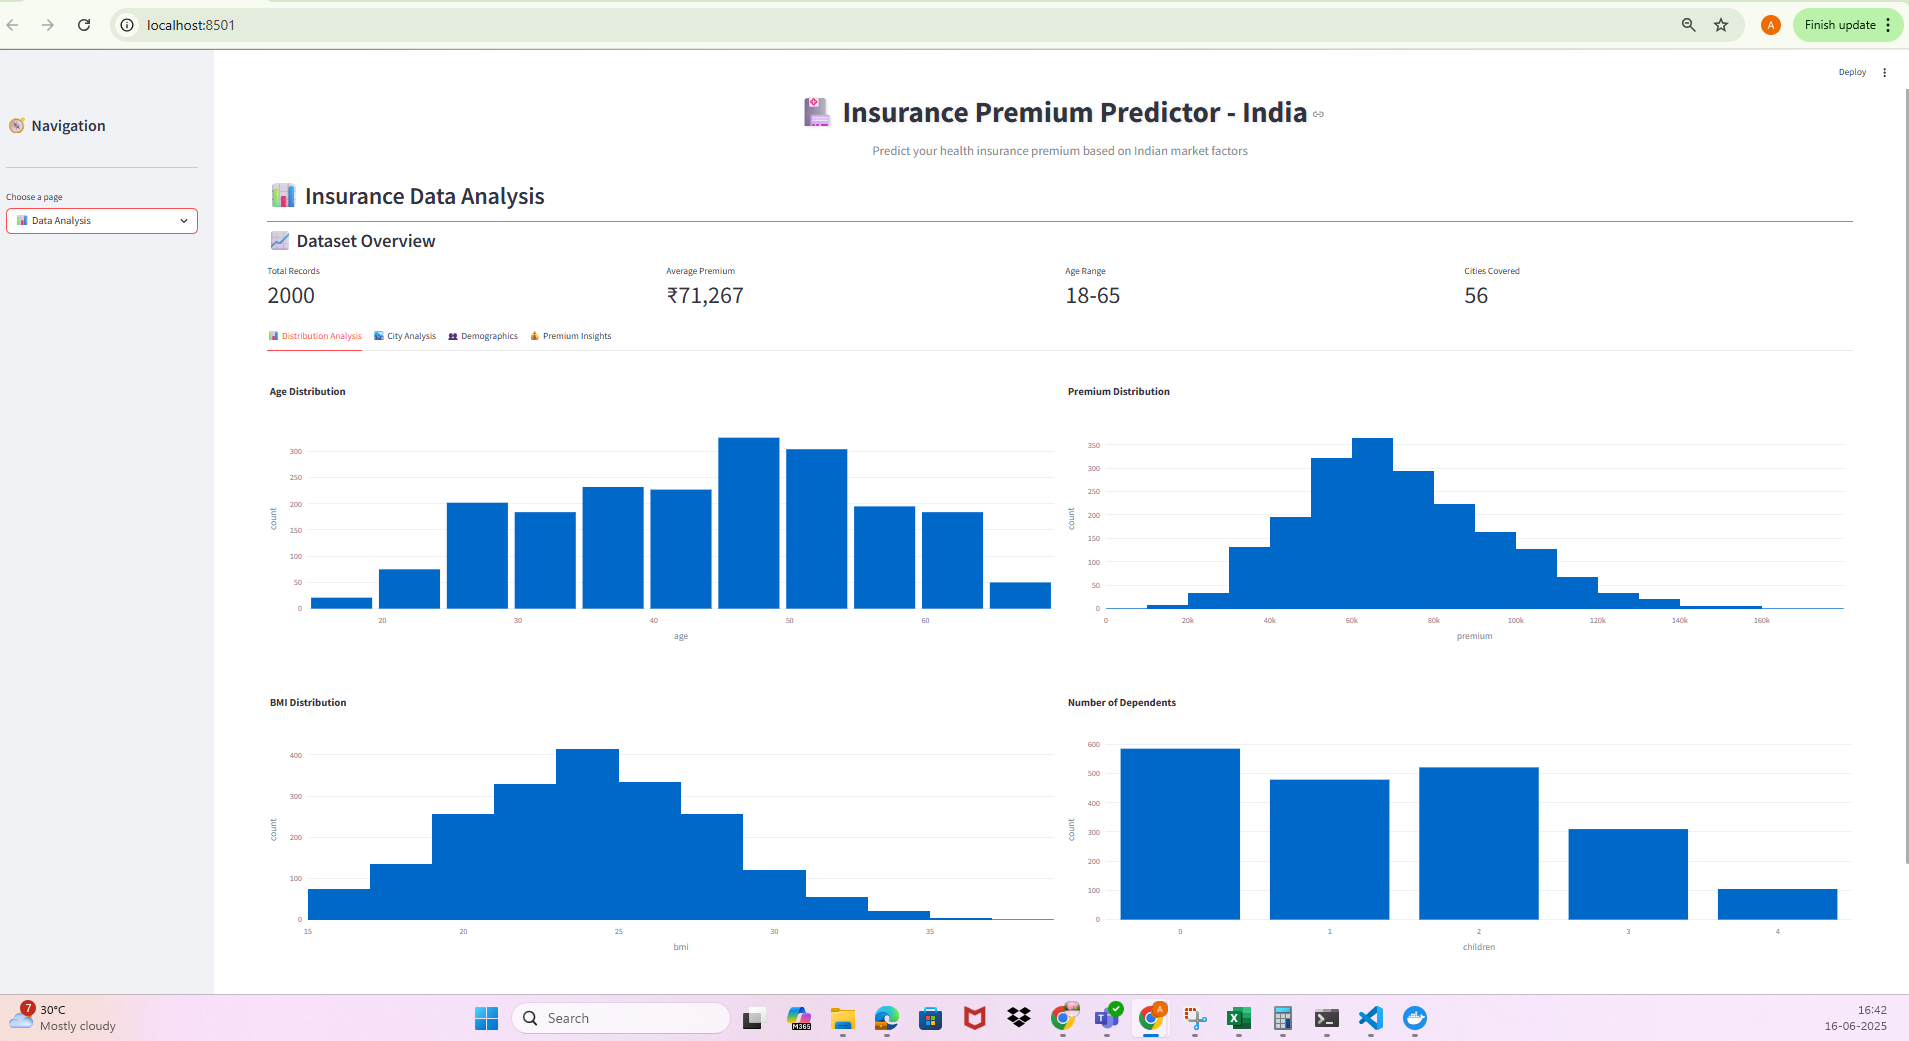 localhost:8501
A
Finish update
Deploy
Navigation
Choose a page
Data Analysis
Insurance Premium Predictor - India
Predict your health insurance premium based on Indian market factors
Insurance Data Analysis
Dataset Overview
Total Records
2000
Average Premium
₹71,267
Age Range
18-65
Cities Covered
56
Distribution Analysis
City Analysis
Demographics
Premium Insights
Age Distribution
300
250
200
150
100
50
0
count
20 30 40 50 60
age
Premium Distribution
350
300
250
200
150
100
50
0
count
0 20k 40k 60k 80k 100k 120k 140k 160k
premium
BMI Distribution
400
300
200
100
0
count
15 20 25 30 35
bmi
Number of Dependents
600
500
400
300
200
100
0
count
0 1 2 3 4
children
7
30°C
Mostly cloudy
Search
M365
A
16:42
16-06-2025